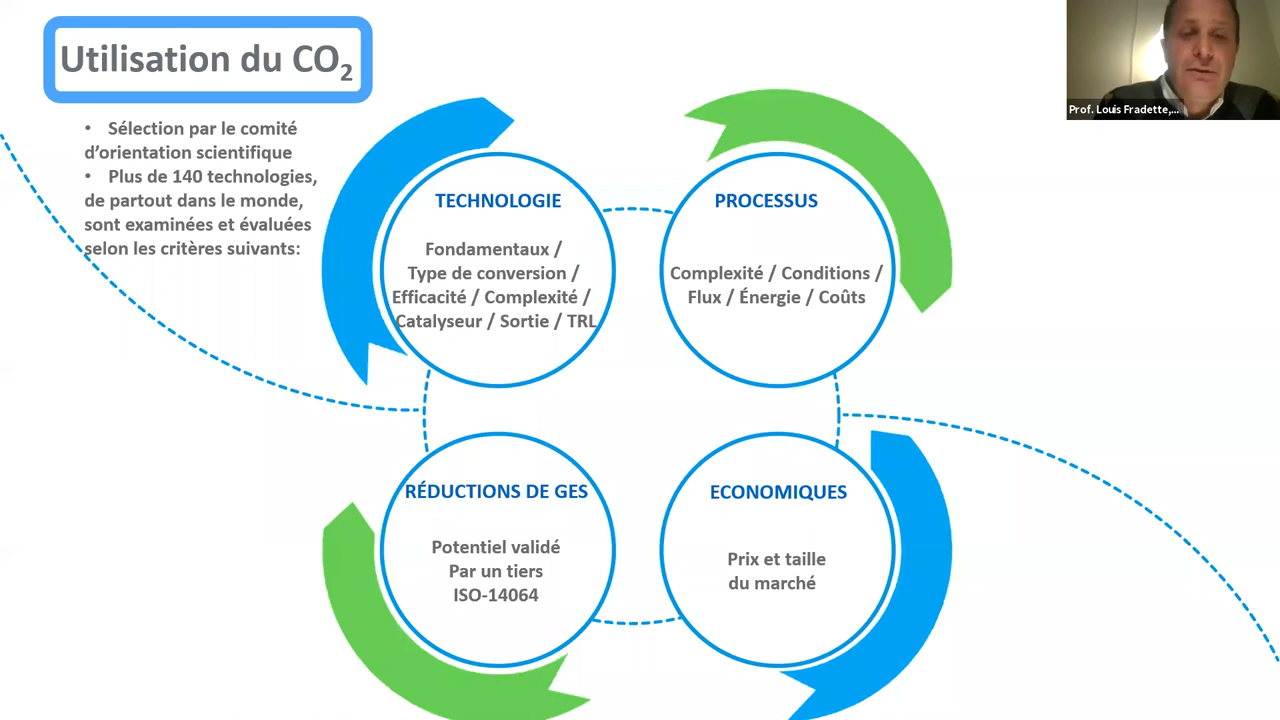 Utilisation du CO₂
• Sélection par le comité
d’orientation scientifique
• Plus de 140 technologies,
de partout dans le monde,
sont examinées et évaluées
selon les critères suivants:
TECHNOLOGIE
Fondamentaux /
Type de conversion /
Efficacité / Complexité /
Catalyseur / Sortie / TRL
PROCESSUS
Complexité / Conditions /
Flux / Énergie / Coûts
RÉDUCTIONS DE GES
Potentiel validé
Par un tiers
ISO-14064
ECONOMIQUES
Prix et taille
du marché
Prof. Louis Fradette,...